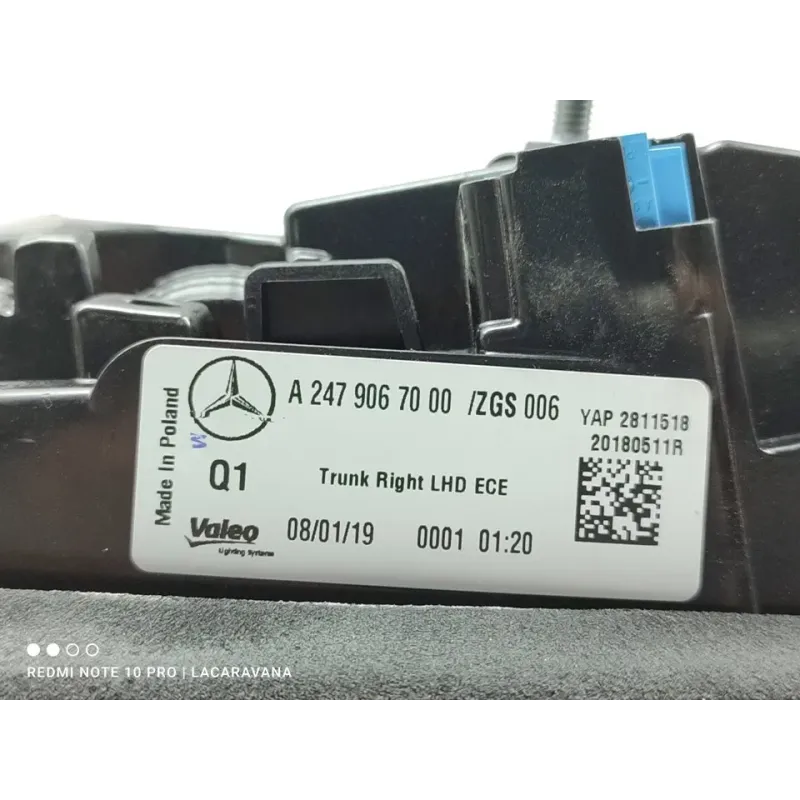 Made In Poland
A 247 906 70 00 /ZGS 006
YAP 2811518
20180511R
Q1
Trunk Right LHD ECE
Valeo
Lighting Systems
08/01/19 0001 01:20
REDMI NOTE 10 PRO | LACARAVANA